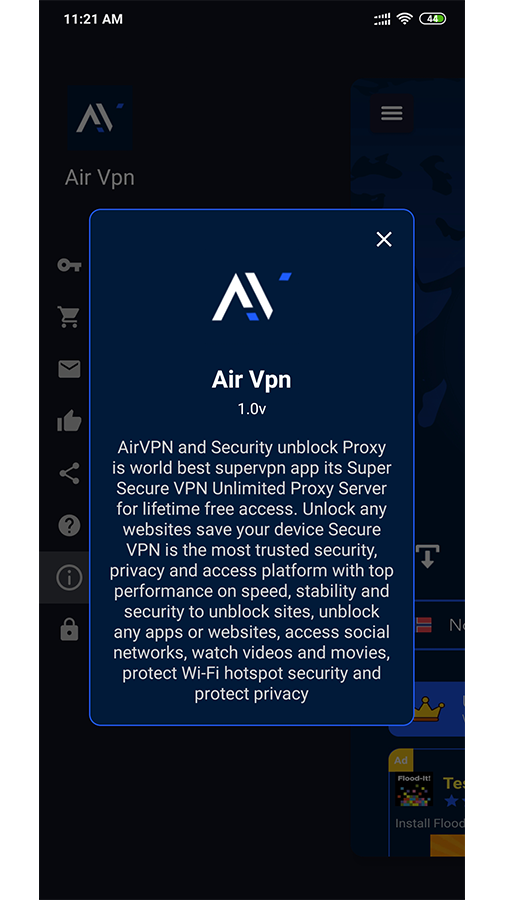 11:21 AM
44
Air Vpn
Air Vpn
1.0v
AirVPN and Security unblock Proxy
is world best supervpn app its Super
Secure VPN Unlimited Proxy Server
for lifetime free access. Unlock any
websites save your device Secure
VPN is the most trusted security,
privacy and access platform with top
performance on speed, stability and
security to unblock sites, unblock
any apps or websites, access social
networks, watch videos and movies,
protect Wi-Fi hotspot security and
protect privacy
No
Ad
Flood-It!
Tes
Install Flood